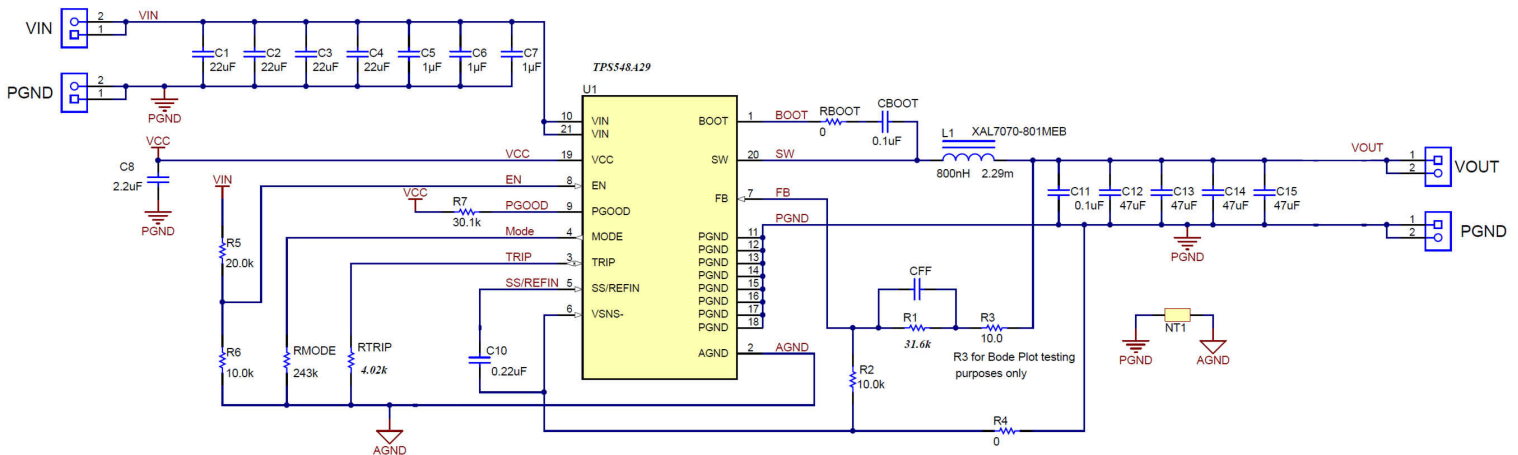 VIN
2
1
VIN
C1
22uF
C2
22uF
C3
22uF
C4
22uF
C5
1µF
C6
1µF
C7
1µF
PGND
2
1
PGND
TPS548A29
U1
10
VIN
21
VIN
19
VCC
8
EN
9
PGOOD
4
MODE
3
TRIP
5
SS/REFIN
6
VSNS-
BOOT
1
SW
20
FB
7
PGND
11
PGND
12
PGND
13
PGND
14
PGND
15
PGND
16
PGND
17
PGND
18
AGND
2
VCC
C8
2.2uF
PGND
VCC
EN
VIN
VCC
R7
30.1k
PGOOD
Mode
TRIP
SS/REFIN
R5
20.0k
R6
10.0k
RMODE
243k
RTRIP
4.02k
C10
0.22uF
AGND
BOOT
RBOOT
0
CBOOT
0.1uF
SW
L1
XAL7070-801MEB
800nH
2.29m
FB
PGND
AGND
VOUT
1
2
VOUT
C11
0.1uF
C12
47uF
C13
47uF
C14
47uF
C15
47uF
PGND
1
2
PGND
CFF
R1
31.6k
R3
10.0
R3 for Bode Plot testing
purposes only
R2
10.0k
R4
0
NT1
PGND
AGND